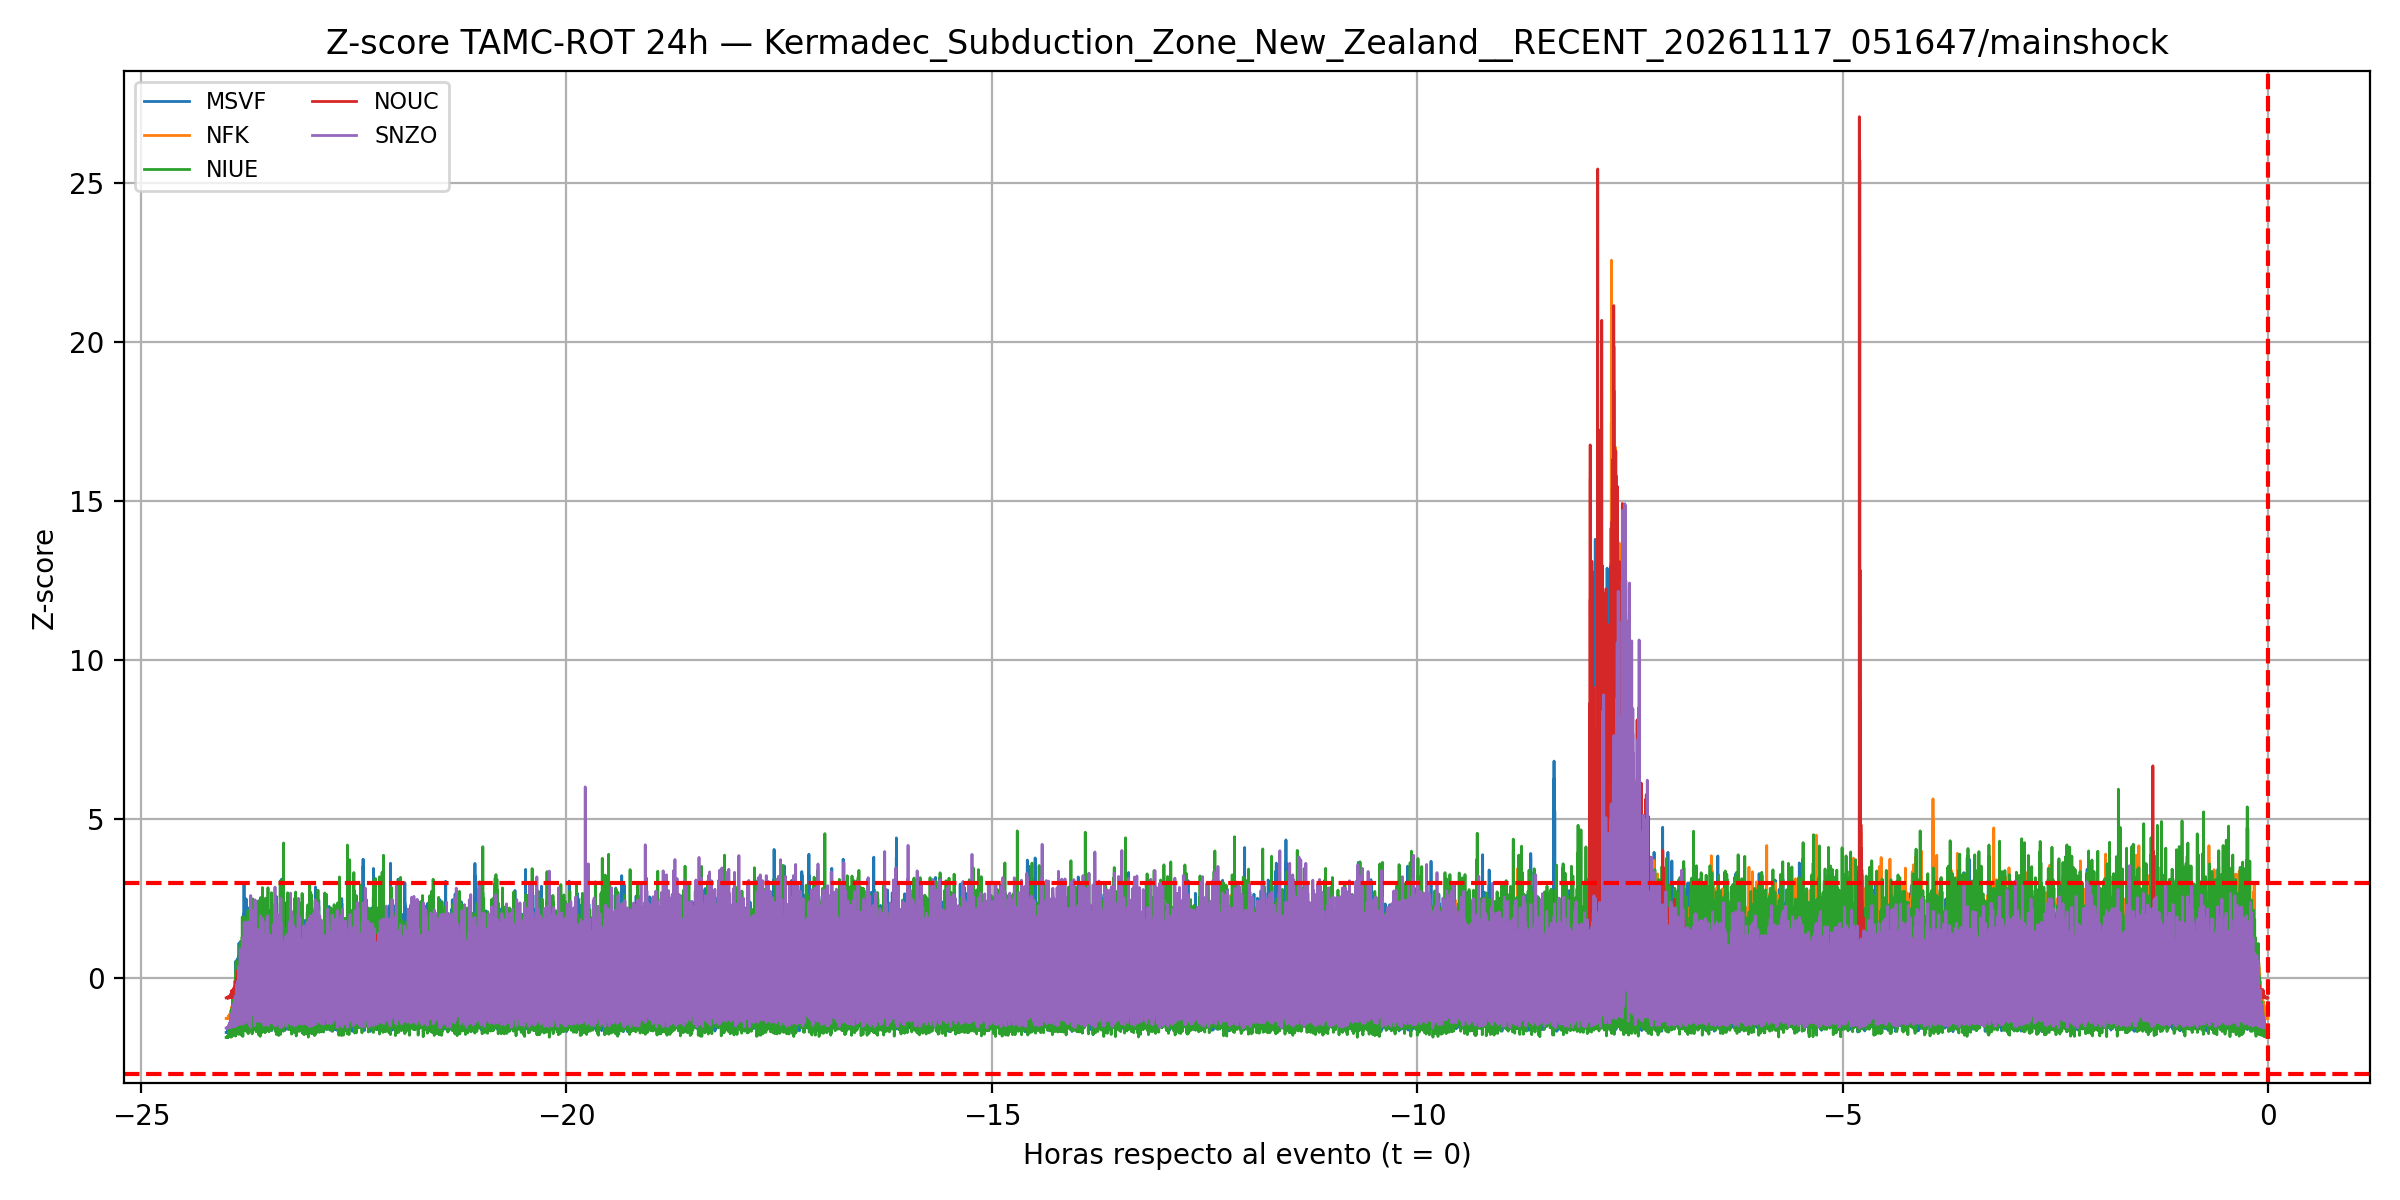 Z-score TAMC-ROT 24h — Kermadec_Subduction_Zone_New_Zealand__RECENT_20261117_051647/mainshock
MSVF
NFK
NIUE
NOUC
SNZO
25
20
15
10
5
0
Z-score
−25
−20
−15
−10
−5
0
Horas respecto al evento (t = 0)